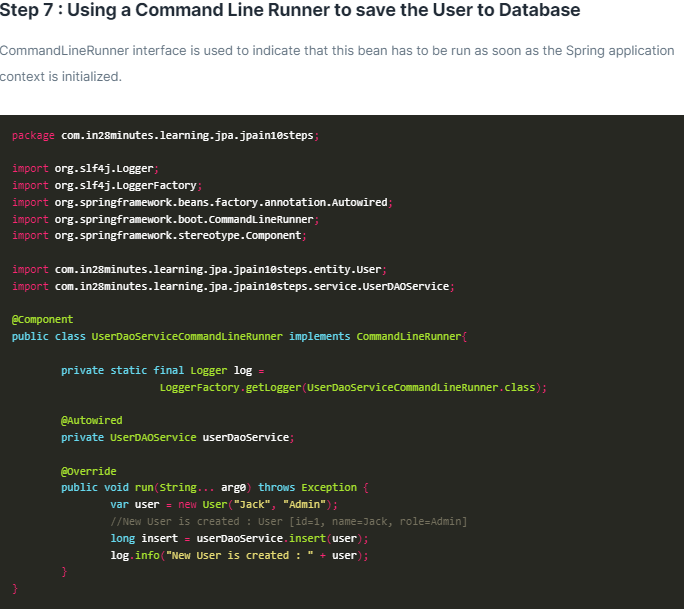 Step 7 : Using a Command Line Runner to save the User to Database
CommandLineRunner interface is used to indicate that this bean has to be run as soon as the Spring application
context is initialized.
package com.in28minutes.learning.jpa.jpain10steps;
import org.slf4j.Logger;
import org.slf4j.LoggerFactory;
import org.springframework.beans.factory.annotation.Autowired;
import org.springframework.boot.CommandLineRunner;
import org.springframework.stereotype.Component;
import com.in28minutes.learning.jpa.jpain10steps.entity.User;
import com.in28minutes.learning.jpa.jpain10steps.service.UserDAOService;
@Component
public class UserDaoServiceCommandLineRunner implements CommandLineRunner{
private static final Logger log =
LoggerFactory.getLogger(UserDaoServiceCommandLineRunner.class);
@Autowired
private UserDAOService userDaoService;
@Override
public void run(String... arg0) throws Exception {
var user = new User("Jack", "Admin");
//New User is created : User [id=1, name=Jack, role=Admin]
long insert = userDaoService.insert(user);
log.info("New User is created : " + user);
}
}